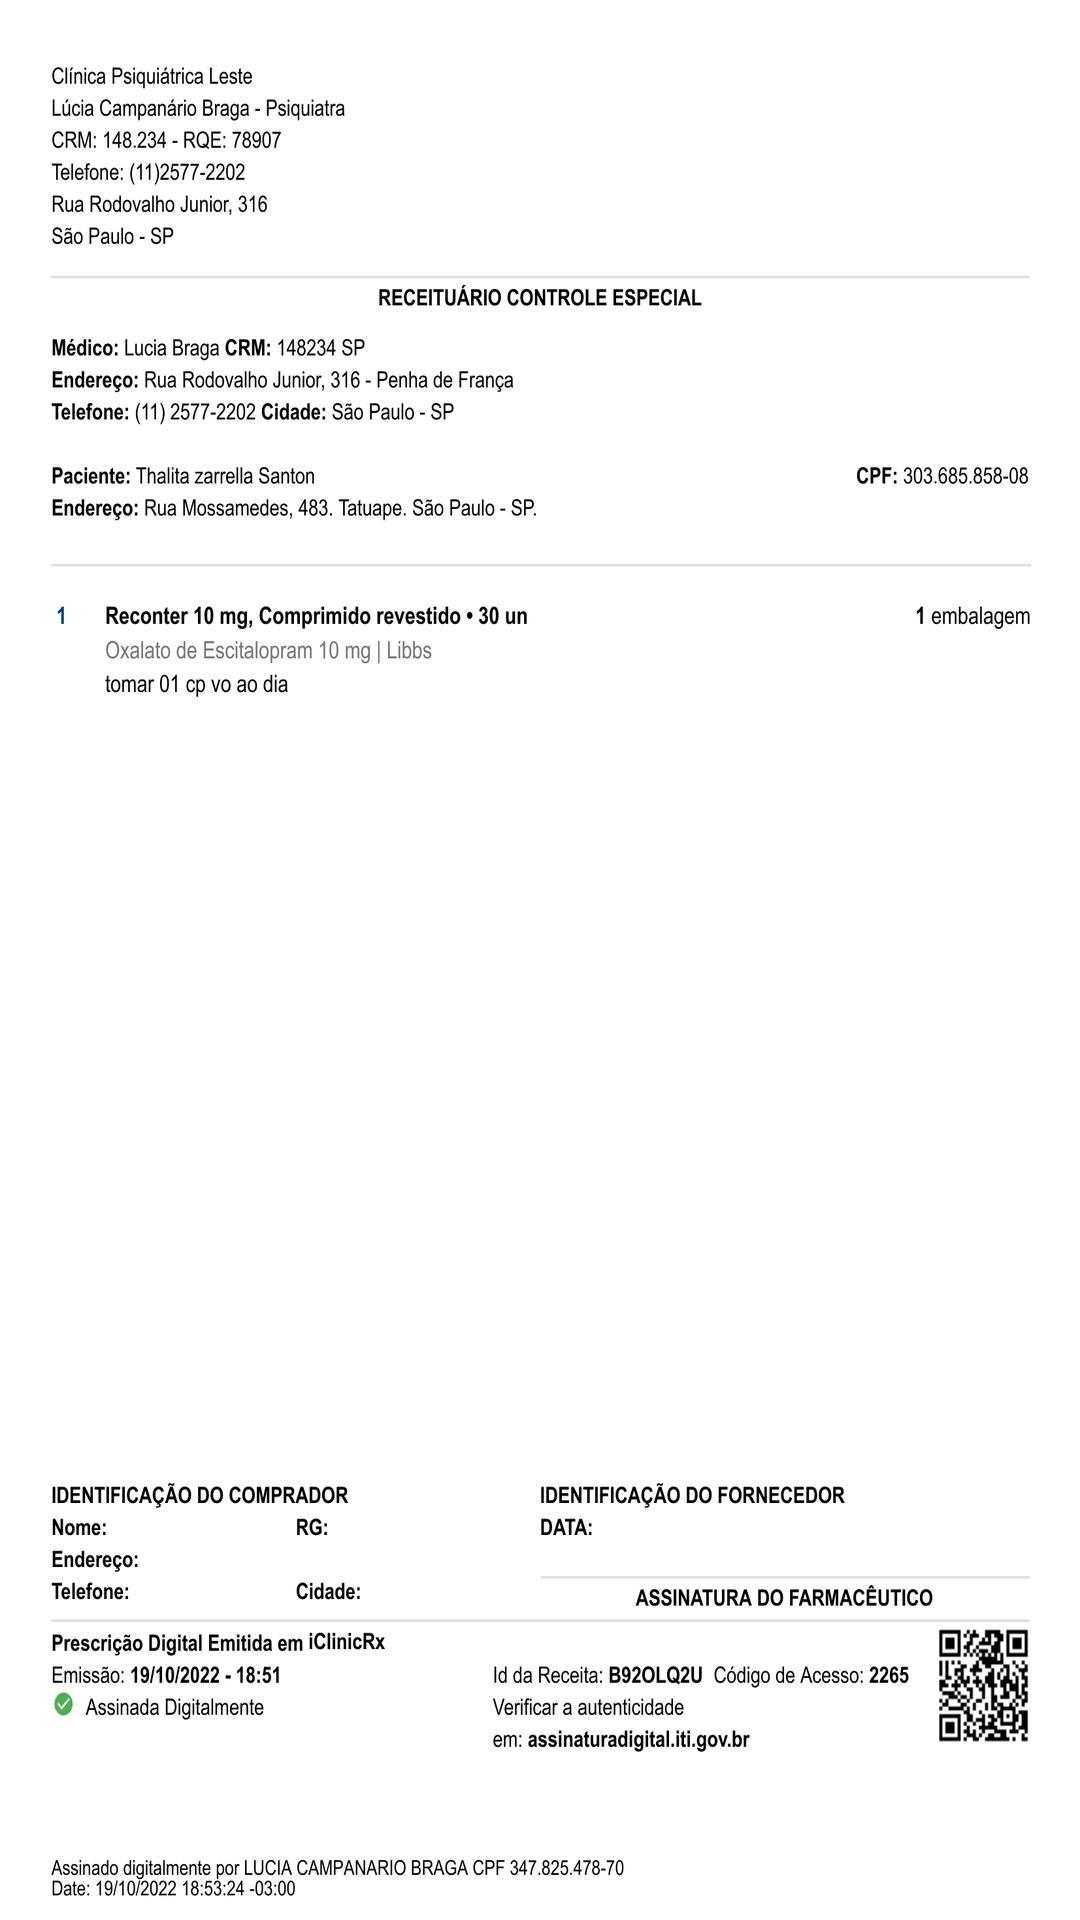 Clínica Psiquiátrica Leste
Lúcia Campanário Braga - Psiquiatra
CRM: 148.234 - RQE: 78907
Telefone: (11)2577-2202
Rua Rodovalho Junior, 316
São Paulo - SP
RECEITUÁRIO CONTROLE ESPECIAL
Médico: Lucia Braga CRM: 148234 SP
Endereço: Rua Rodovalho Junior, 316 - Penha de França
Telefone: (11) 2577-2202 Cidade: São Paulo - SP
Paciente: Thalita zarrella Santon CPF: 303.685.858-08
Endereço: Rua Mossamedes, 483. Tatuape. São Paulo - SP.
1 Reconter 10 mg, Comprimido revestido • 30 un 1 embalagem
Oxalato de Escitalopram 10 mg | Libbs
tomar 01 cp vo ao dia
IDENTIFICAÇÃO DO COMPRADOR
Nome: RG:
Endereço:
Telefone: Cidade:
IDENTIFICAÇÃO DO FORNECEDOR
DATA:
ASSINATURA DO FARMACÊUTICO
Prescrição Digital Emitida em iClinicRx
Emissão: 19/10/2022 - 18:51
Assinada Digitalmente
Id da Receita: B92OLQ2U Código de Acesso: 2265
Verificar a autenticidade
em: assinaturadigital.iti.gov.br
Assinado digitalmente por LUCIA CAMPANARIO BRAGA CPF 347.825.478-70
Date: 19/10/2022 18:53:24 -03:00